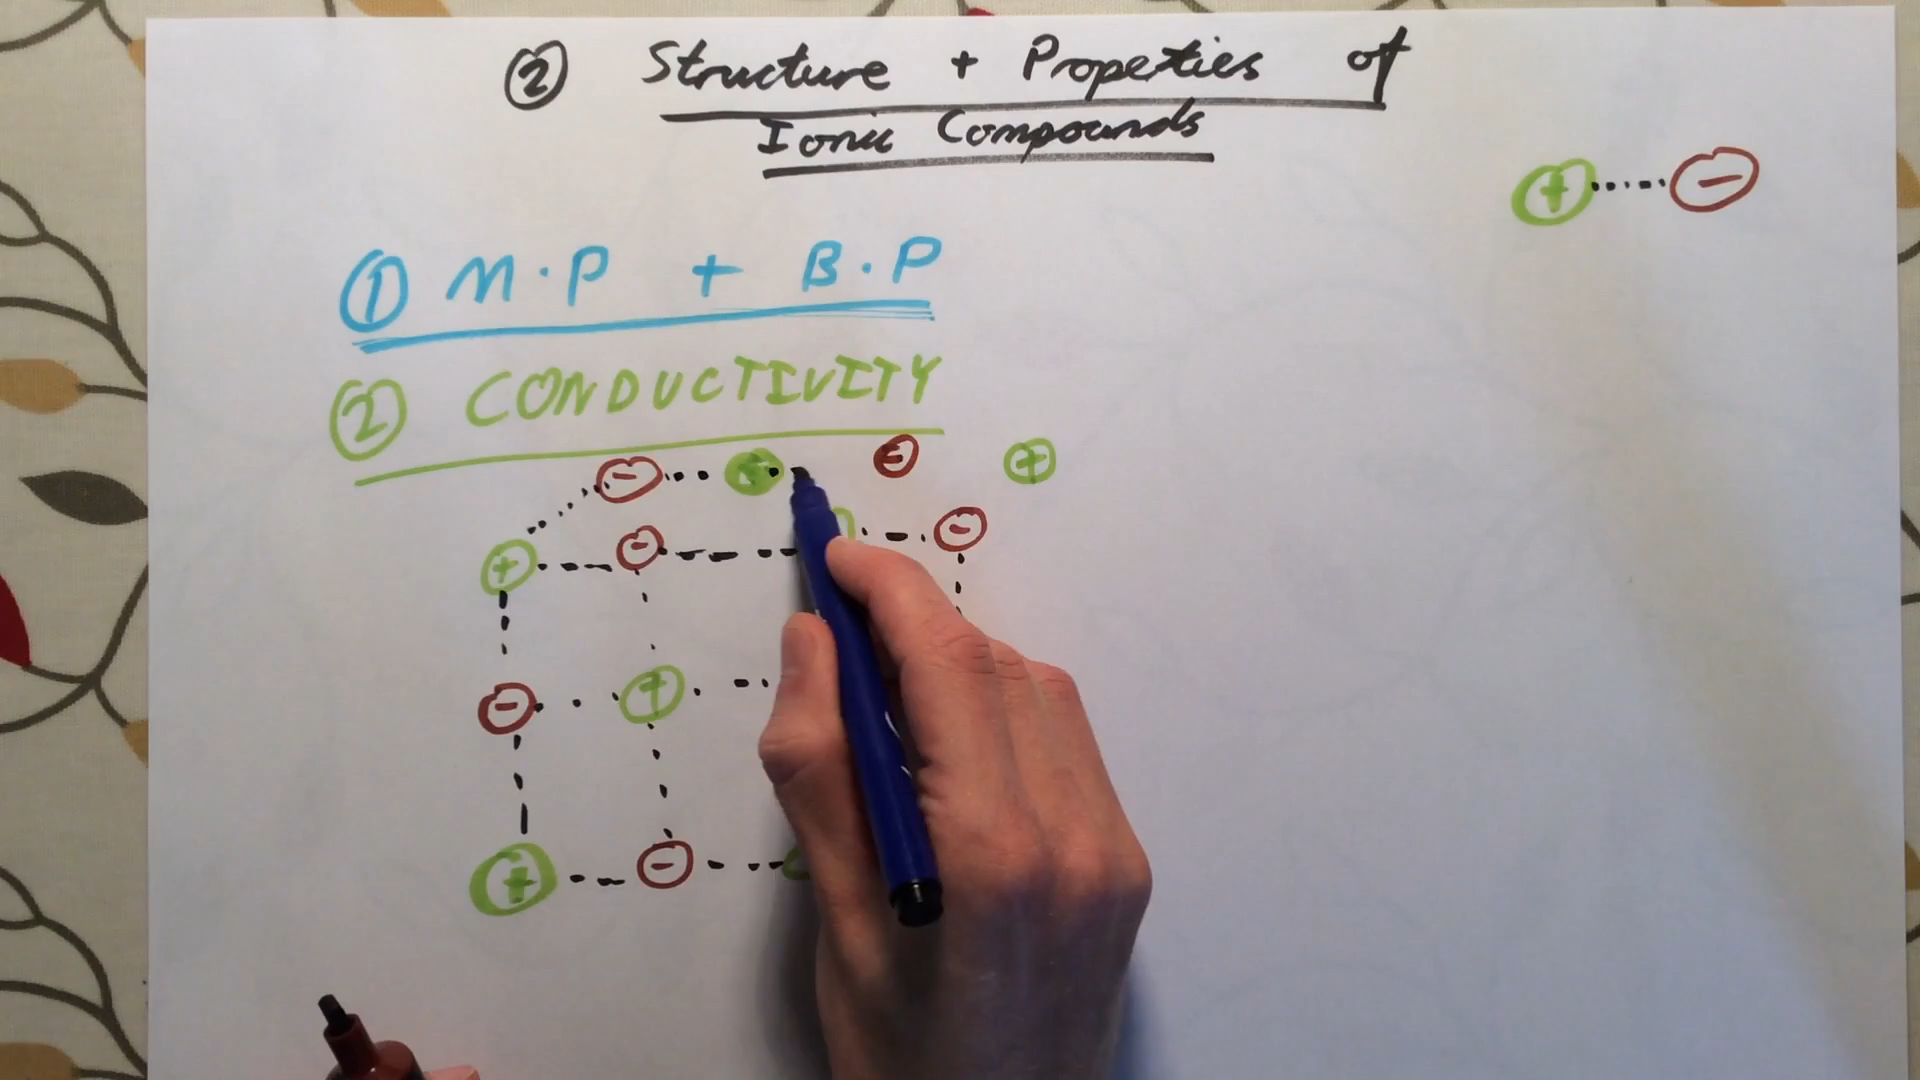 ② Structure + Properties of
Ionic Compounds
+ -
① M.P + B.P
② CONDUCTIVITY
- + - +
+ - -
- +
+ -